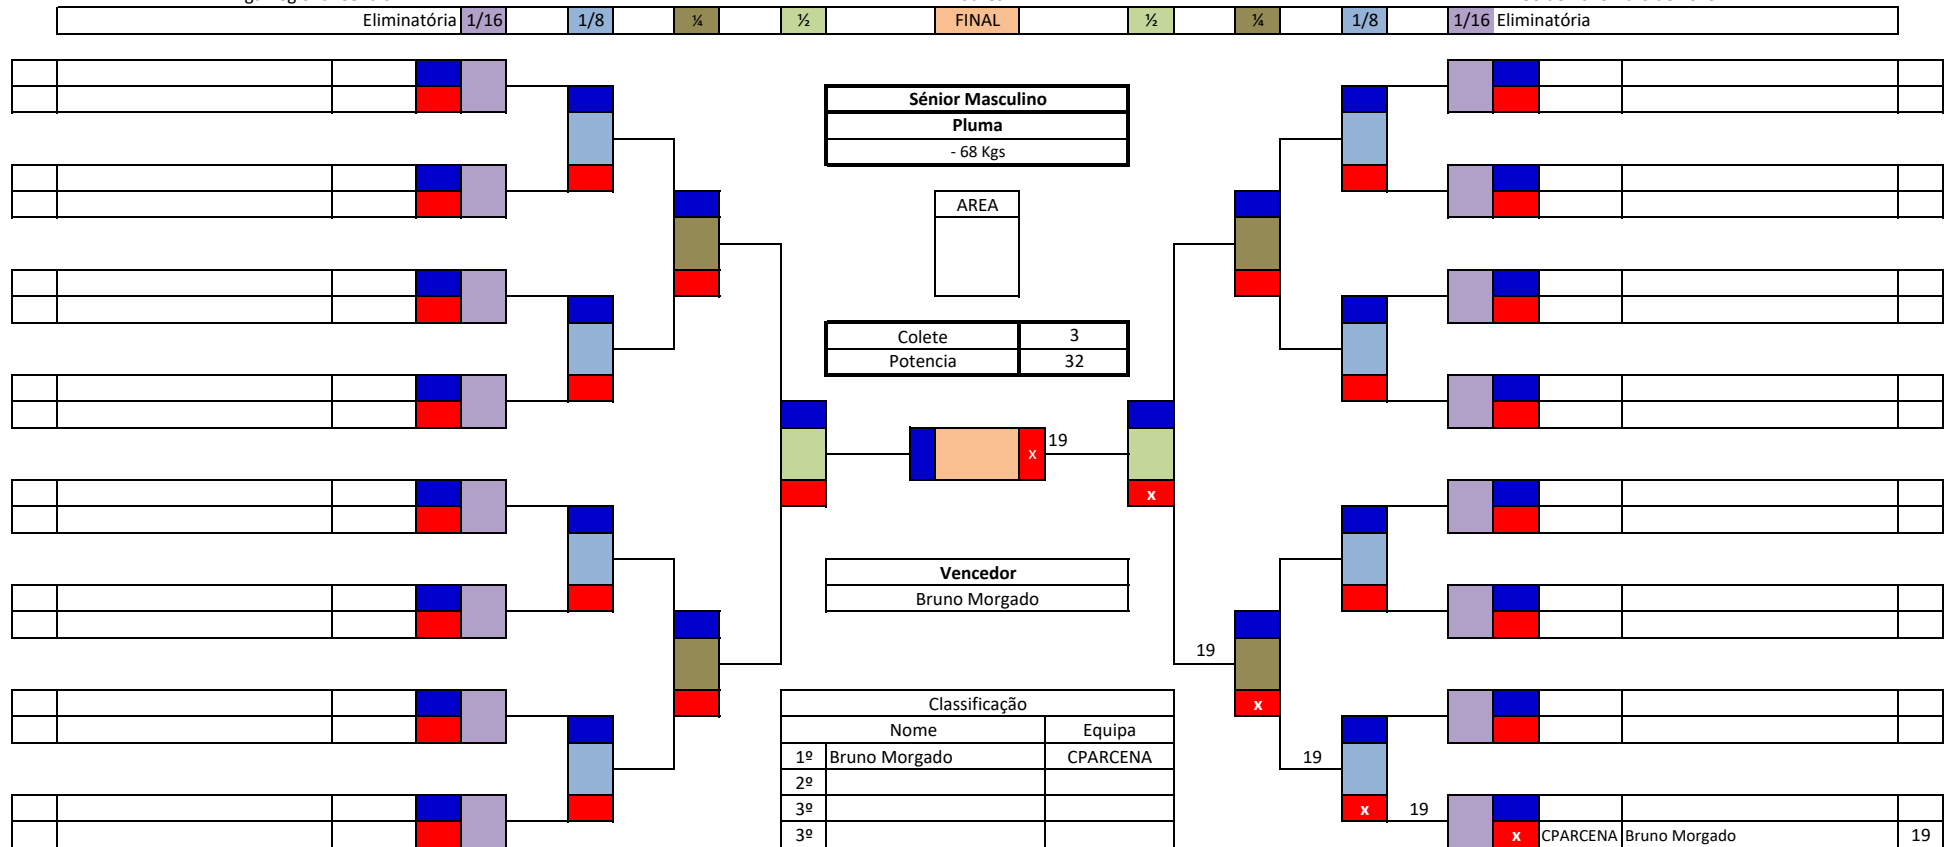 Eliminatória 1/16 1/8 ¼ ½ FINAL ½ ¼ 1/8 1/16 Eliminatória
Sénior Masculino
Pluma
- 68 Kgs
AREA
Colete 3
Potencia 32
x 19
x
Vencedor
Bruno Morgado
19
x
Classificação
Nome Equipa
1º Bruno Morgado CPARCENA
19
2º
3º
x 19
3º
x CPARCENA Bruno Morgado 19